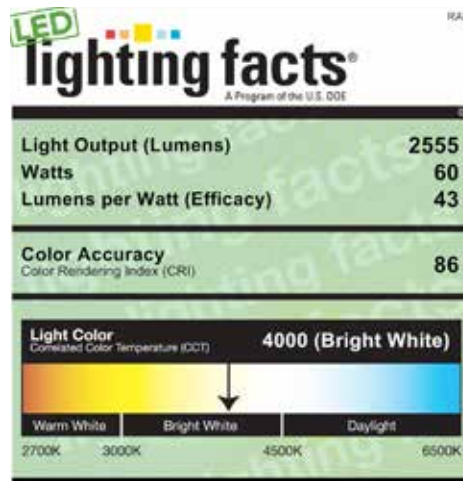 LED
RA
lighting facts®
A Program of the U.S. DOE
Light Output (Lumens) 2555
Watts 60
Lumens per Watt (Efficacy) 43
Color Accuracy 86
Color Rendering Index (CRI)
Light Color 4000 (Bright White)
Correlated Color Temperature (CCT)
Warm White Bright White Daylight
2700K 3000K 4500K 6500K